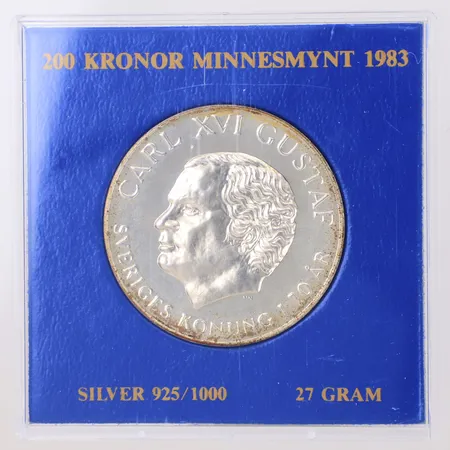 200 KRONOR MINNESMYNT 1983
CARL XVI GUSTAF
SVERIGES KONUNG I 10 ÅR
SILVER 925/1000 27 GRAM